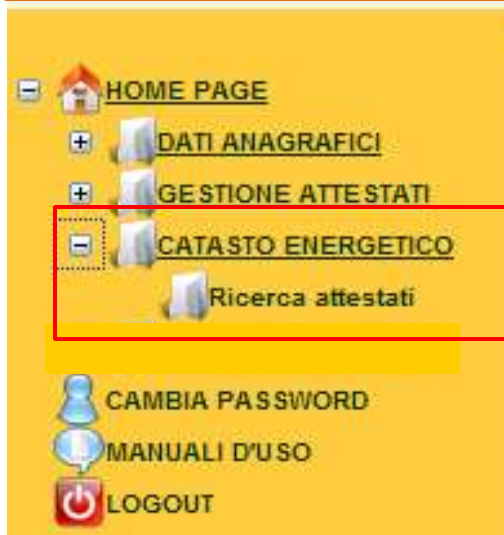 HOME PAGE
DATI ANAGRAFICI
GESTIONE ATTESTATI
CATASTO ENERGETICO
Ricerca attestati
CAMBIA PASSWORD
MANUALI D'USO
LOGOUT